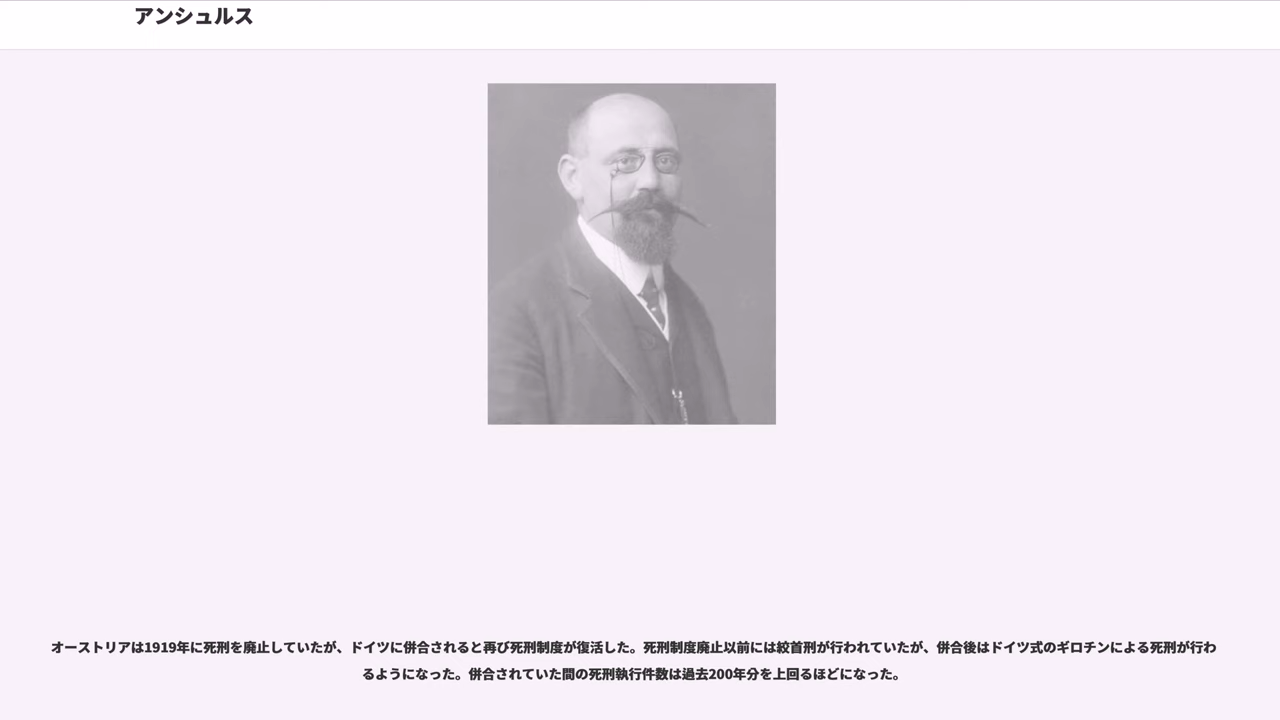 アンシュルス
オーストリアは1919年に死刑を廃止していたが、ドイツに併合されると再び死刑制度が復活した。死刑制度廃止以前には絞首刑が行われていたが、併合後はドイツ式のギロチンによる死刑が行わ
るようになった。併合されていた間の死刑執行件数は過去200年分を上回るほどになった。